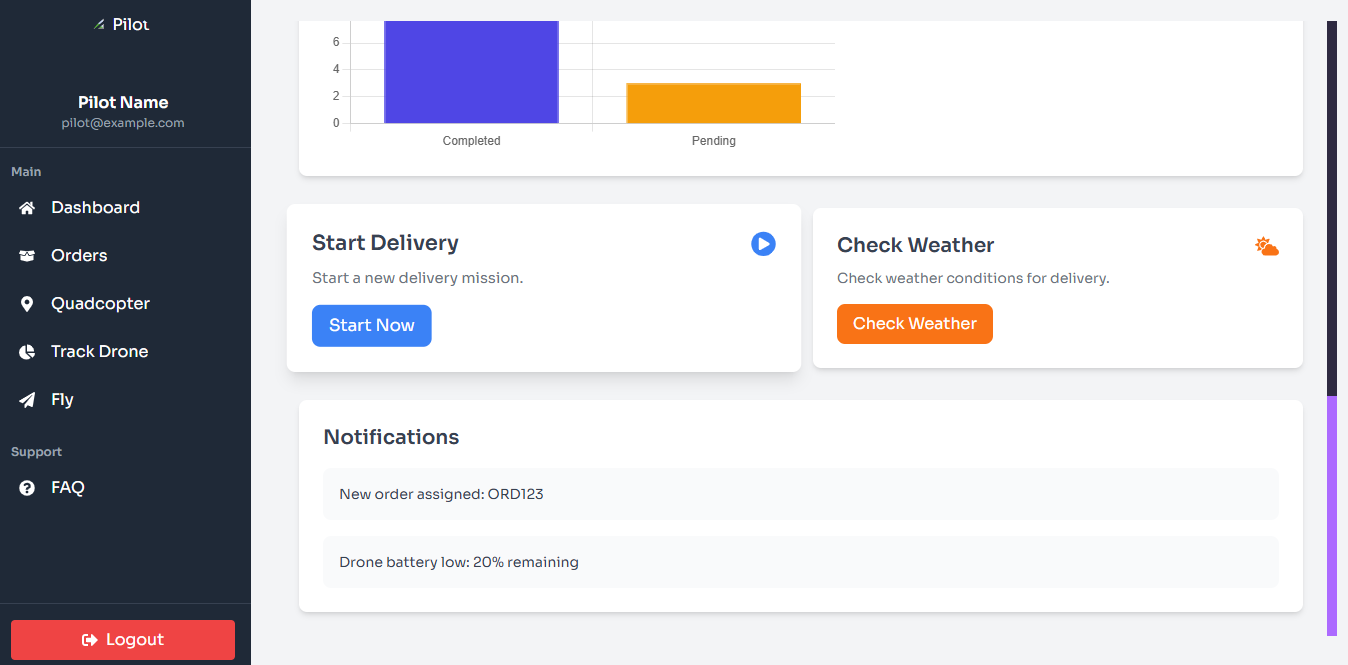 Pilot
Pilot Name
pilot@example.com
Main
Dashboard
Orders
Quadcopter
Track Drone
Fly
Support
FAQ
Logout
6
4
2
0
Completed Pending
Start Delivery
Start a new delivery mission.
Start Now
Check Weather
Check weather conditions for delivery.
Check Weather
Notifications
New order assigned: ORD123
Drone battery low: 20% remaining